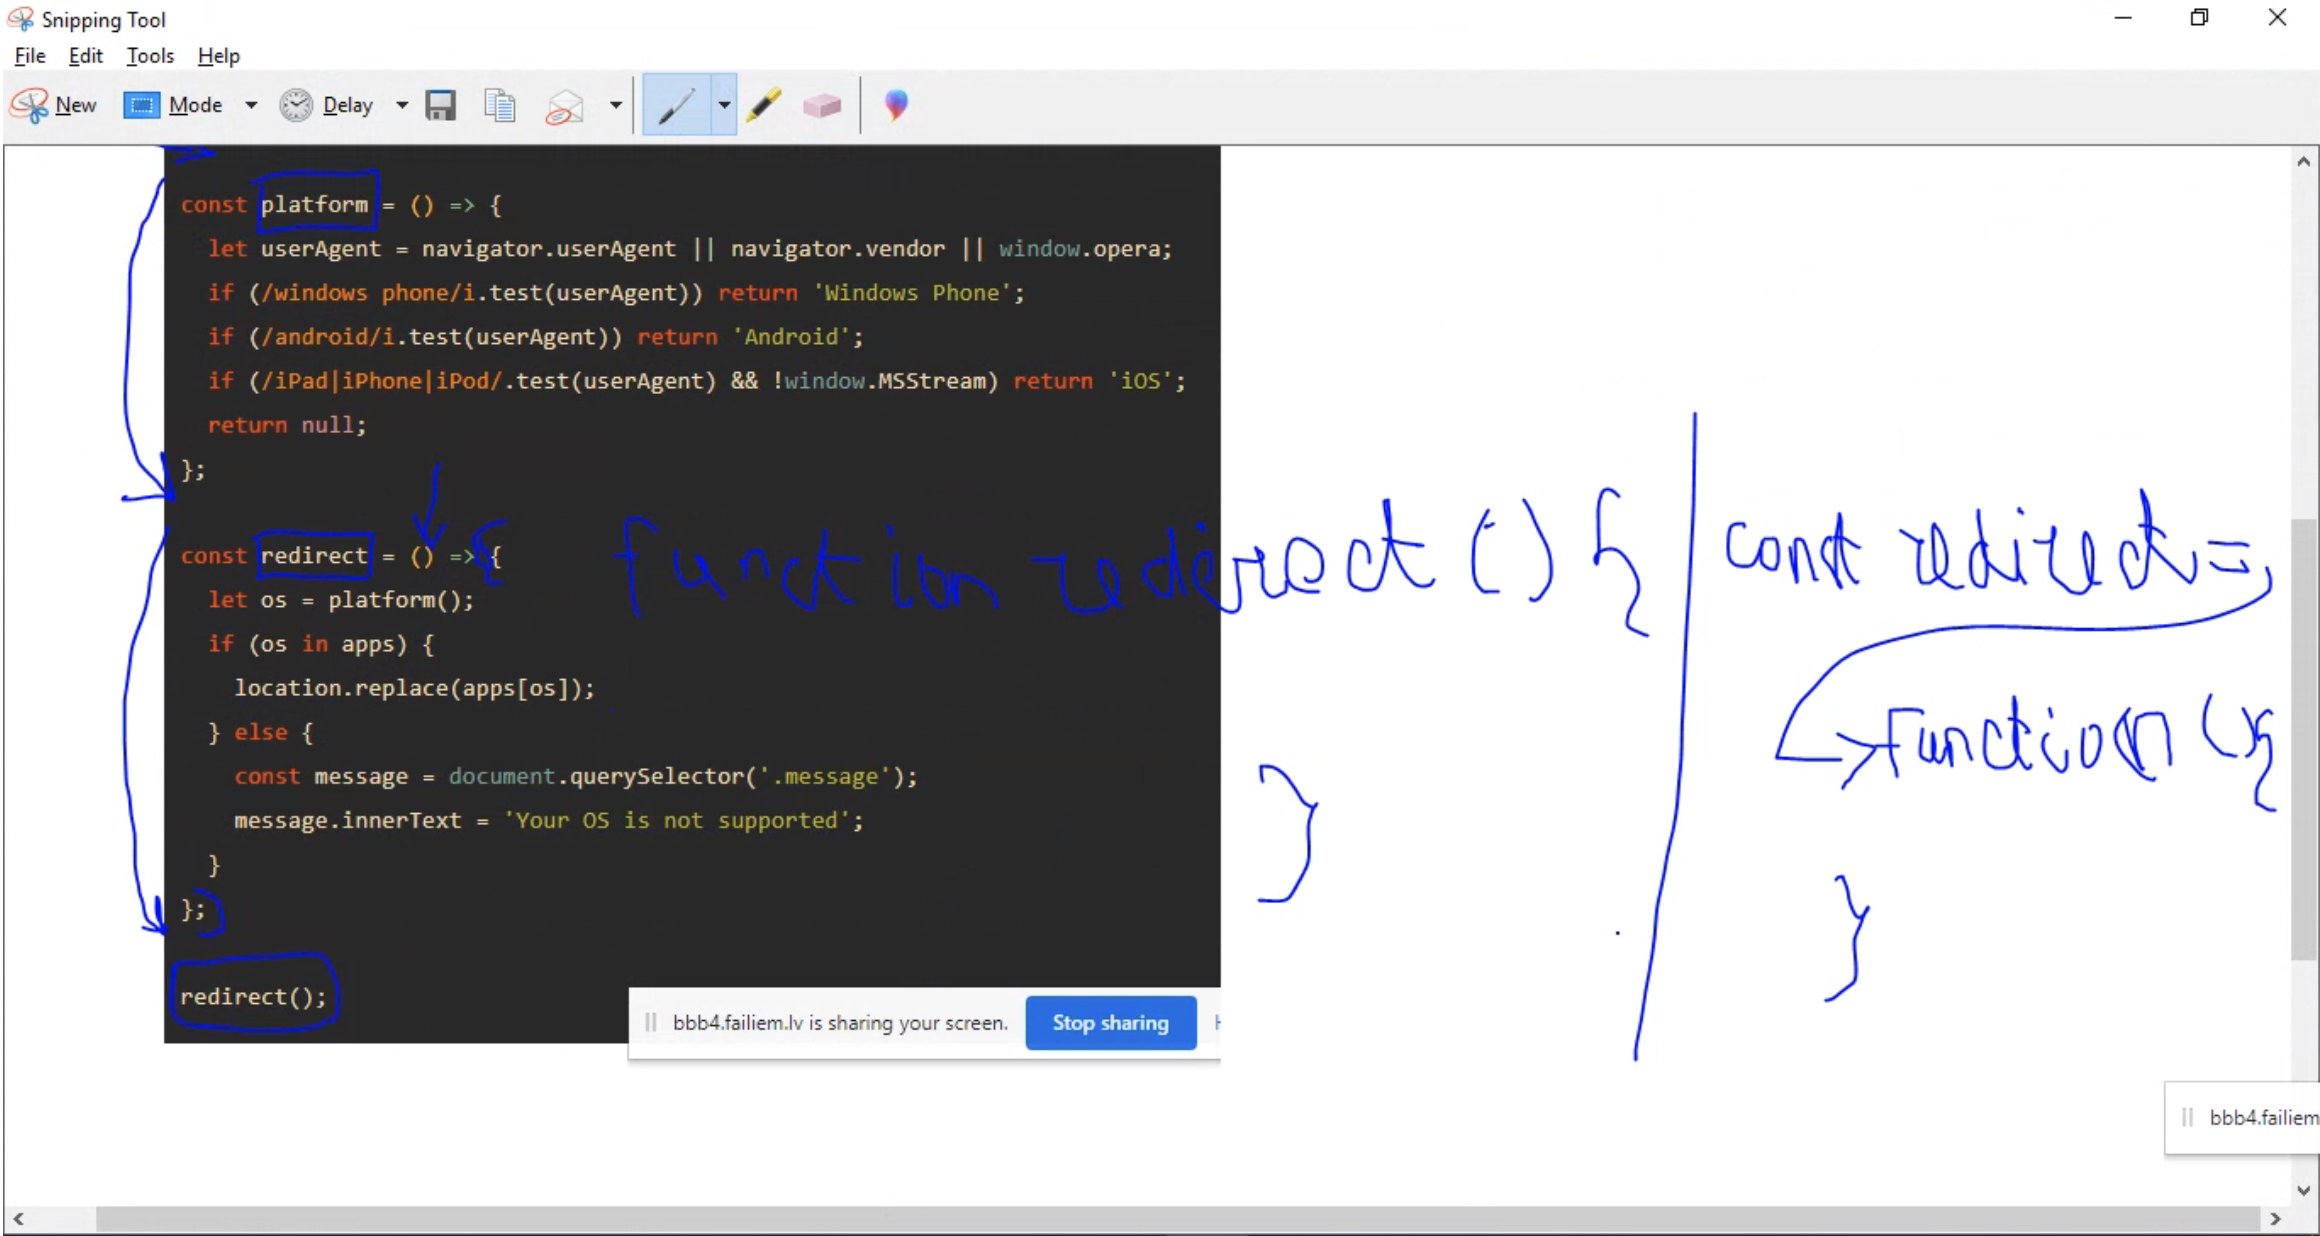 Snipping Tool
File Edit Tools Help
New Mode Delay
const platform = () => {
let userAgent = navigator.userAgent || navigator.vendor || window.opera;
if (/windows phone/i.test(userAgent)) return 'Windows Phone';
if (/android/i.test(userAgent)) return 'Android';
if (/iPad|iPhone|iPod/.test(userAgent) && !window.MSStream) return 'iOS';
return null;
};
const redirect = () => {
let os = platform();
if (os in apps) {
location.replace(apps[os]);
} else {
const message = document.querySelector('.message');
message.innerText = 'Your OS is not supported';
}
};
redirect();
function redirect () {
}
const redirect =
function () {
}
bbb4.failiem.lv is sharing your screen. Stop sharing
bbb4.failiem